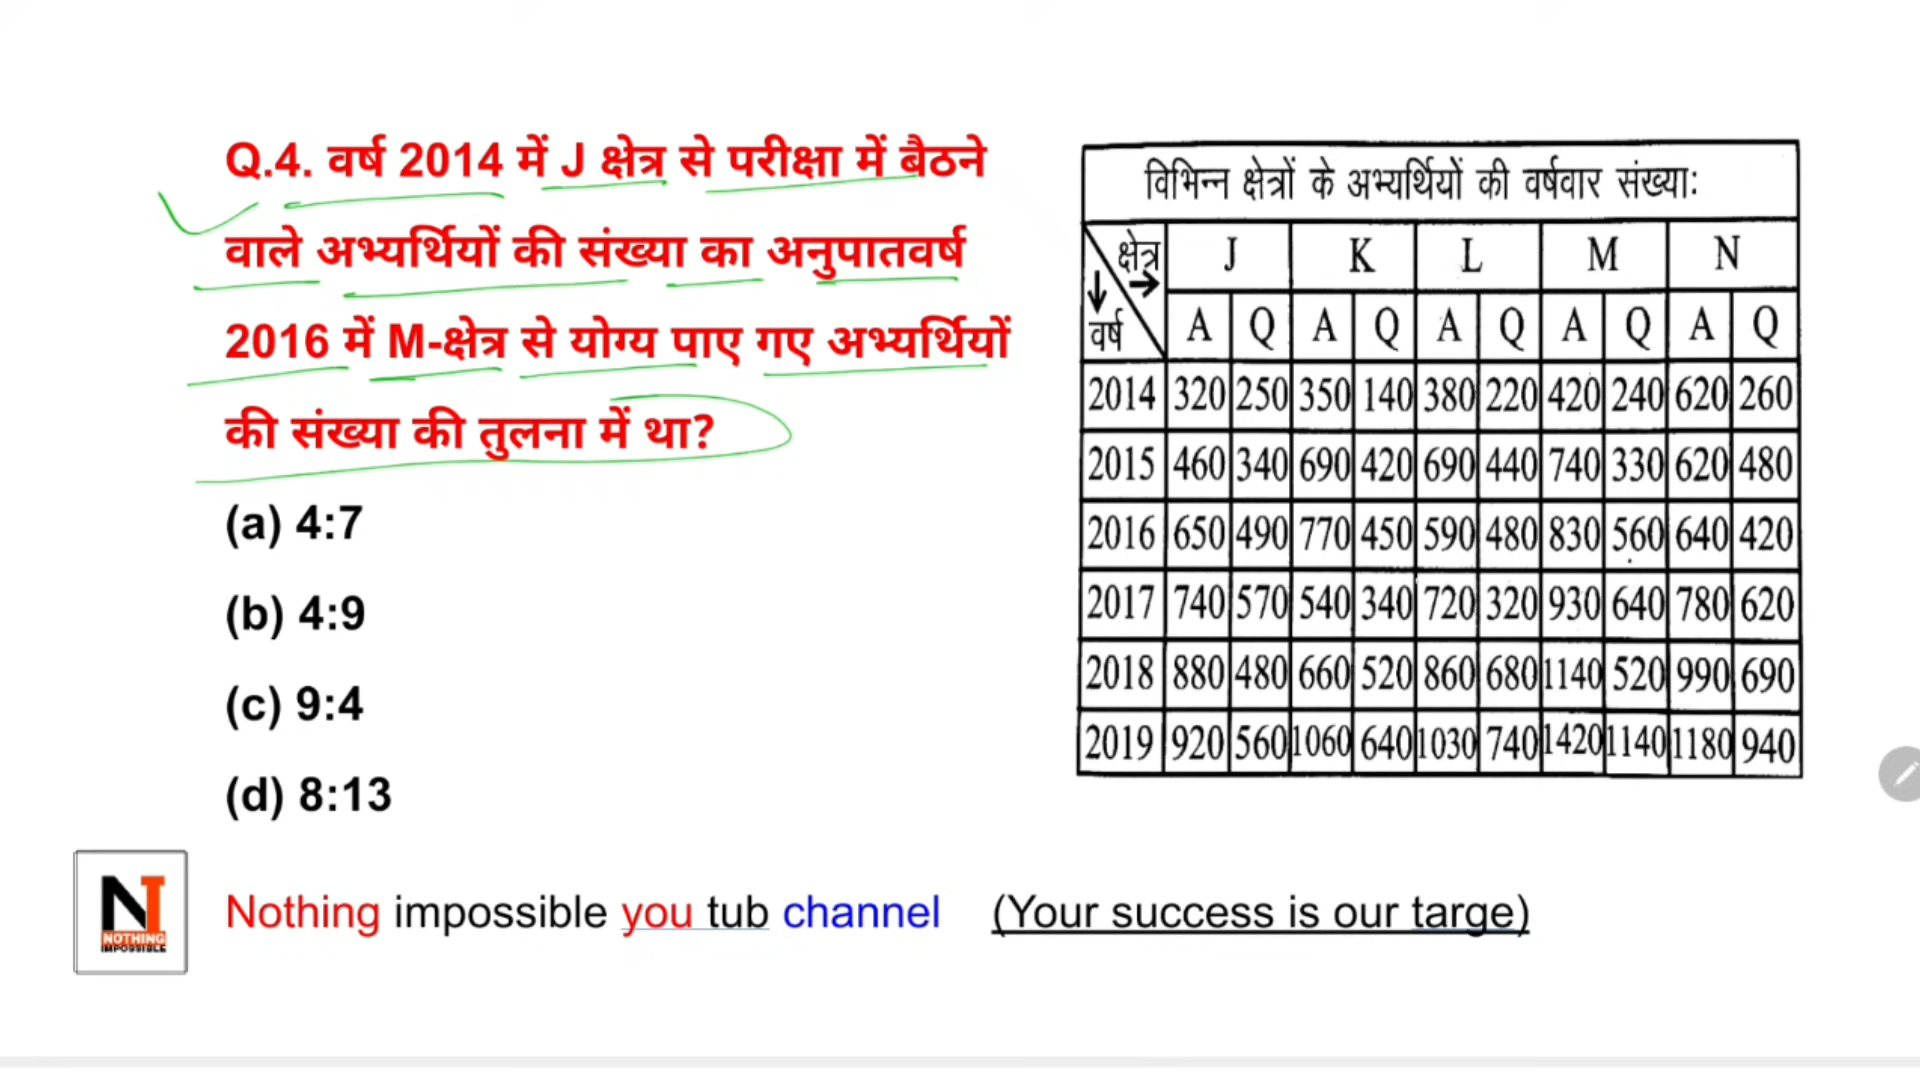 Q.4. वर्ष 2014 में J क्षेत्र से परीक्षा में बैठने
वाले अभ्यर्थियों की संख्या का अनुपातवर्ष
2016 में M-क्षेत्र से योग्य पाए गए अभ्यर्थियों
की संख्या की तुलना में था?
(a) 4:7
(b) 4:9
(c) 9:4
(d) 8:13
विभिन्न क्षेत्रों के अभ्यर्थियों की वर्षवार संख्या:
क्षेत्र → J K L M N
↓ वर्ष A Q A Q A Q A Q A Q
2014 320 250 350 140 380 220 420 240 620 260
2015 460 340 690 420 690 440 740 330 620 480
2016 650 490 770 450 590 480 830 560 640 420
2017 740 570 540 340 720 320 930 640 780 620
2018 880 480 660 520 860 680 1140 520 990 690
2019 920 560 1060 640 1030 740 1420 1140 1180 940
NI
NOTHING
IMPOSSIBLE
Nothing impossible you tub channel (Your success is our targe)